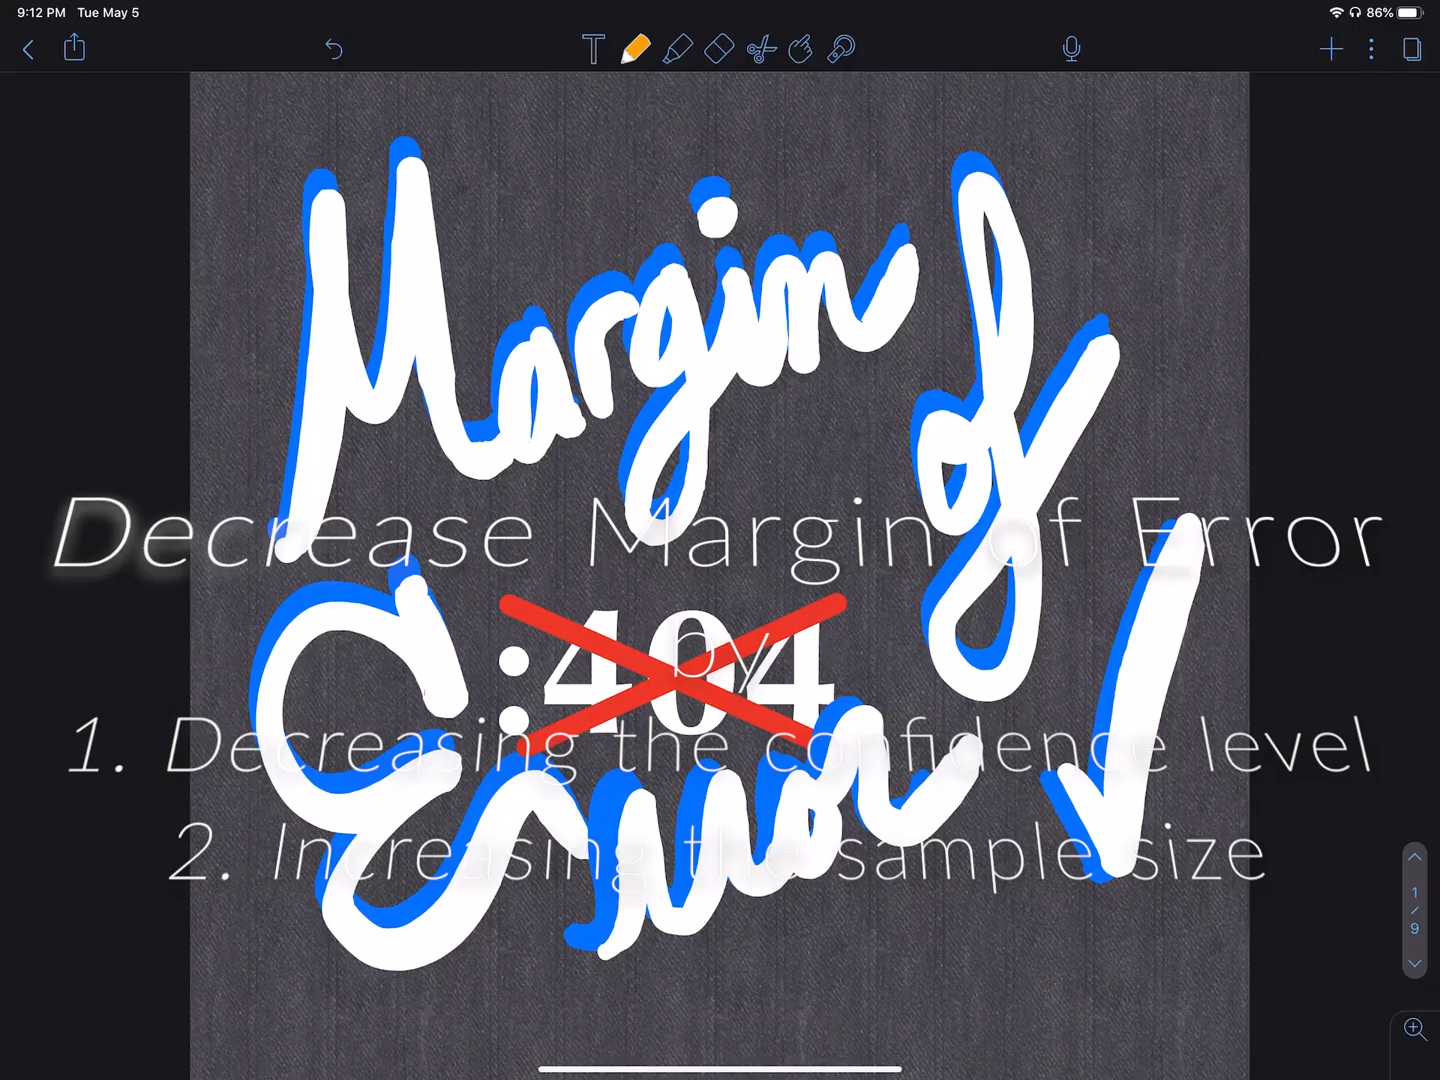 9:12 PM Tue May 5
86%
T
Margin
of
Decrease Margin of Error
:404
by
Error
1. Decreasing the confidence level
2. Increasing the sample size
1
/
9